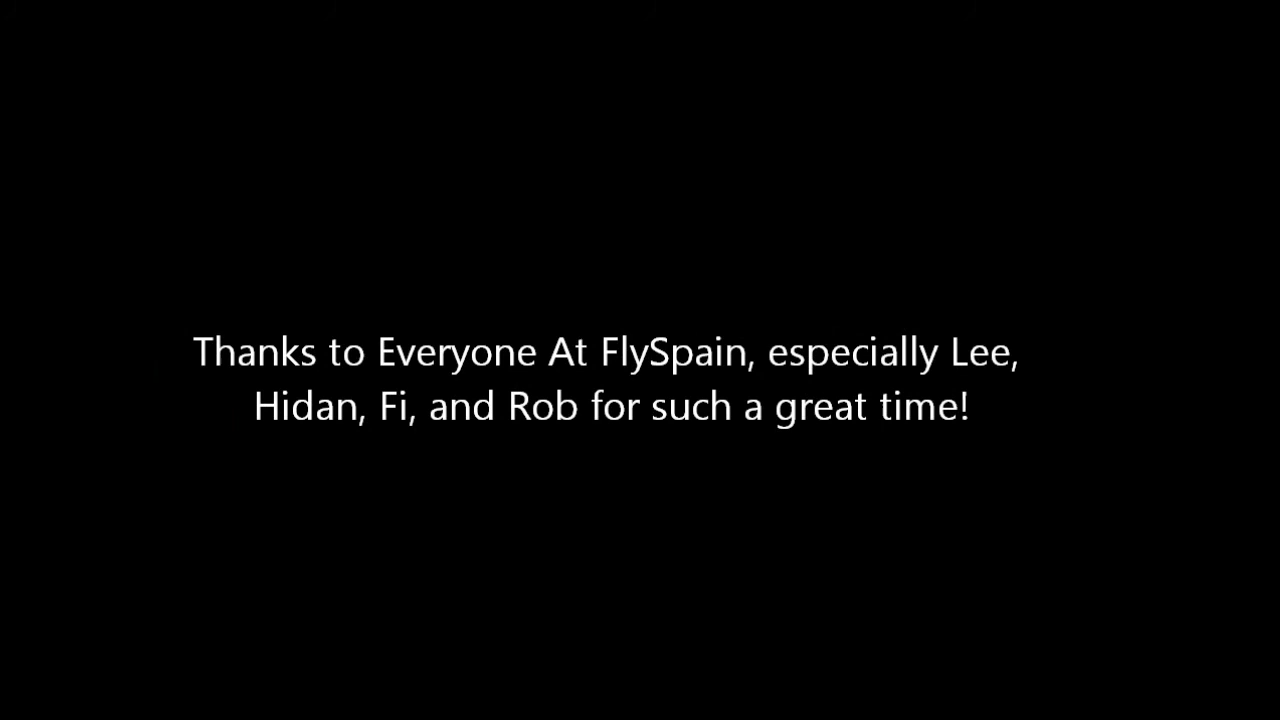 Thanks to Everyone At FlySpain, especially Lee,
Hidan, Fi, and Rob for such a great time!